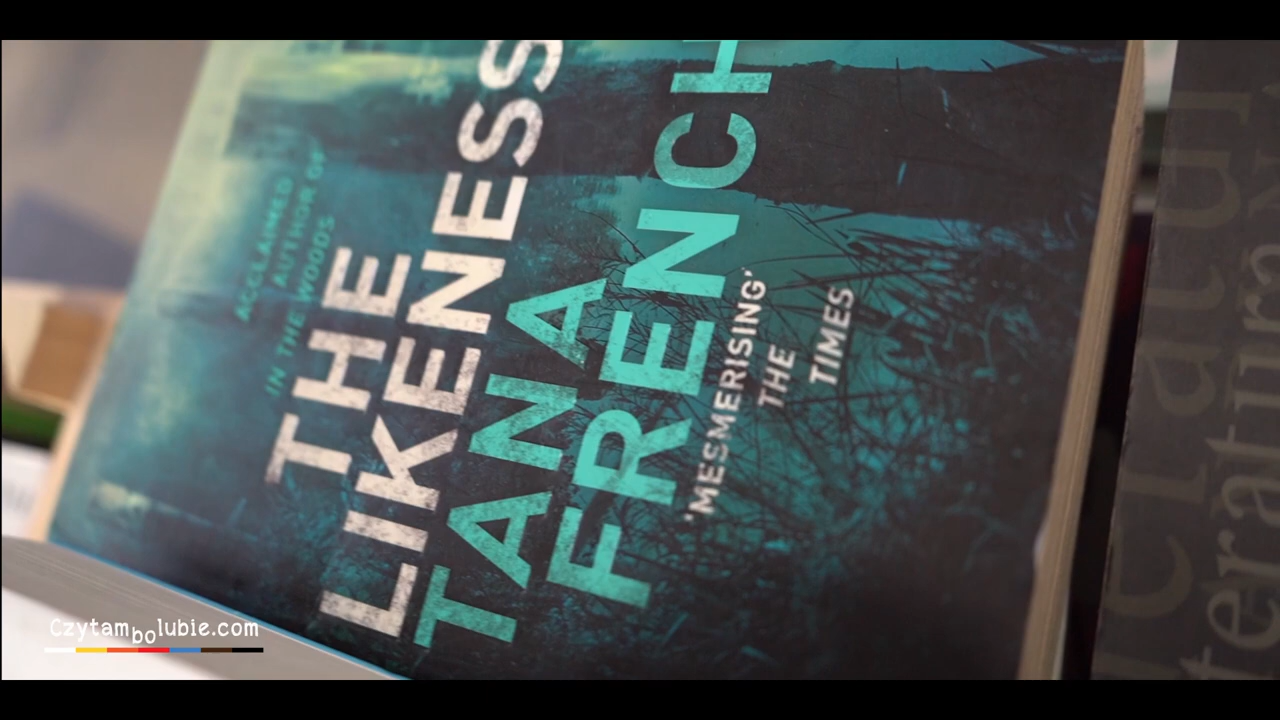 ACCLAIMED
AUTHOR OF
IN THE WOODS
THE
LIKENESS
TANA
FRENCH
'MESMERISING'
THE
TIMES
Czytambolubie.com